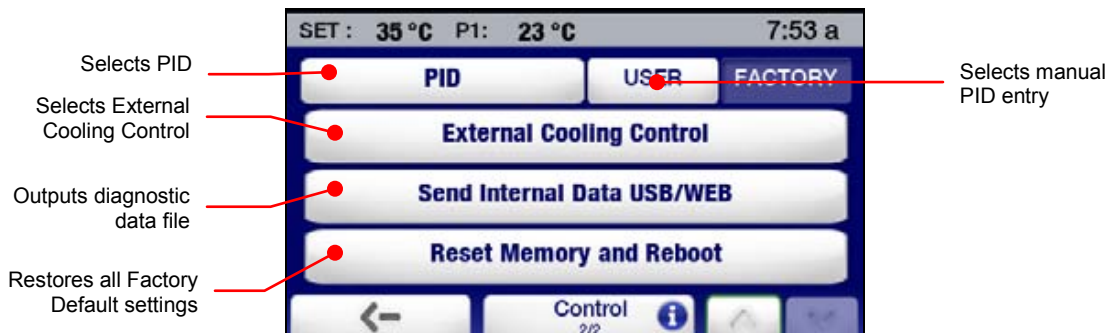 SET : 35 °C P1: 23 °C 7:53 a
Selects PID
PID USER FACTORY
Selects manual
PID entry
Selects External
Cooling Control
External Cooling Control
Outputs diagnostic
data file
Send Internal Data USB/WEB
Restores all Factory
Default settings
Reset Memory and Reboot
Control
2/2